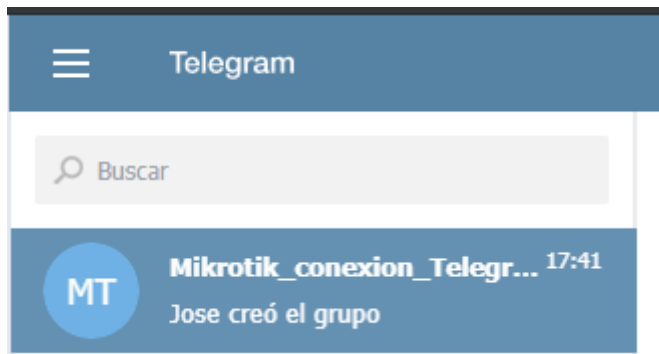 Telegram
Buscar
Mikrotik_conexion_Telegr... 17:41
MT
Jose creó el grupo